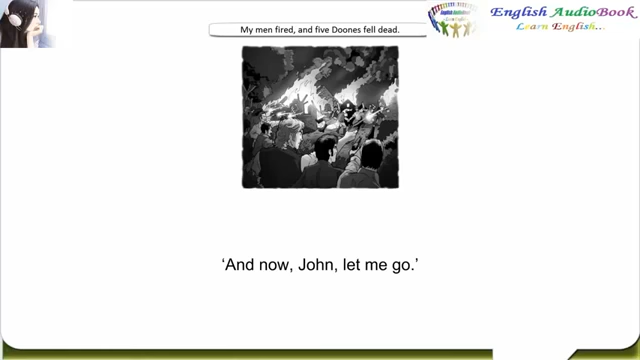 My men fired, and five Doones fell dead.
English AudioBook
Learn English...
'And now, John, let me go.'